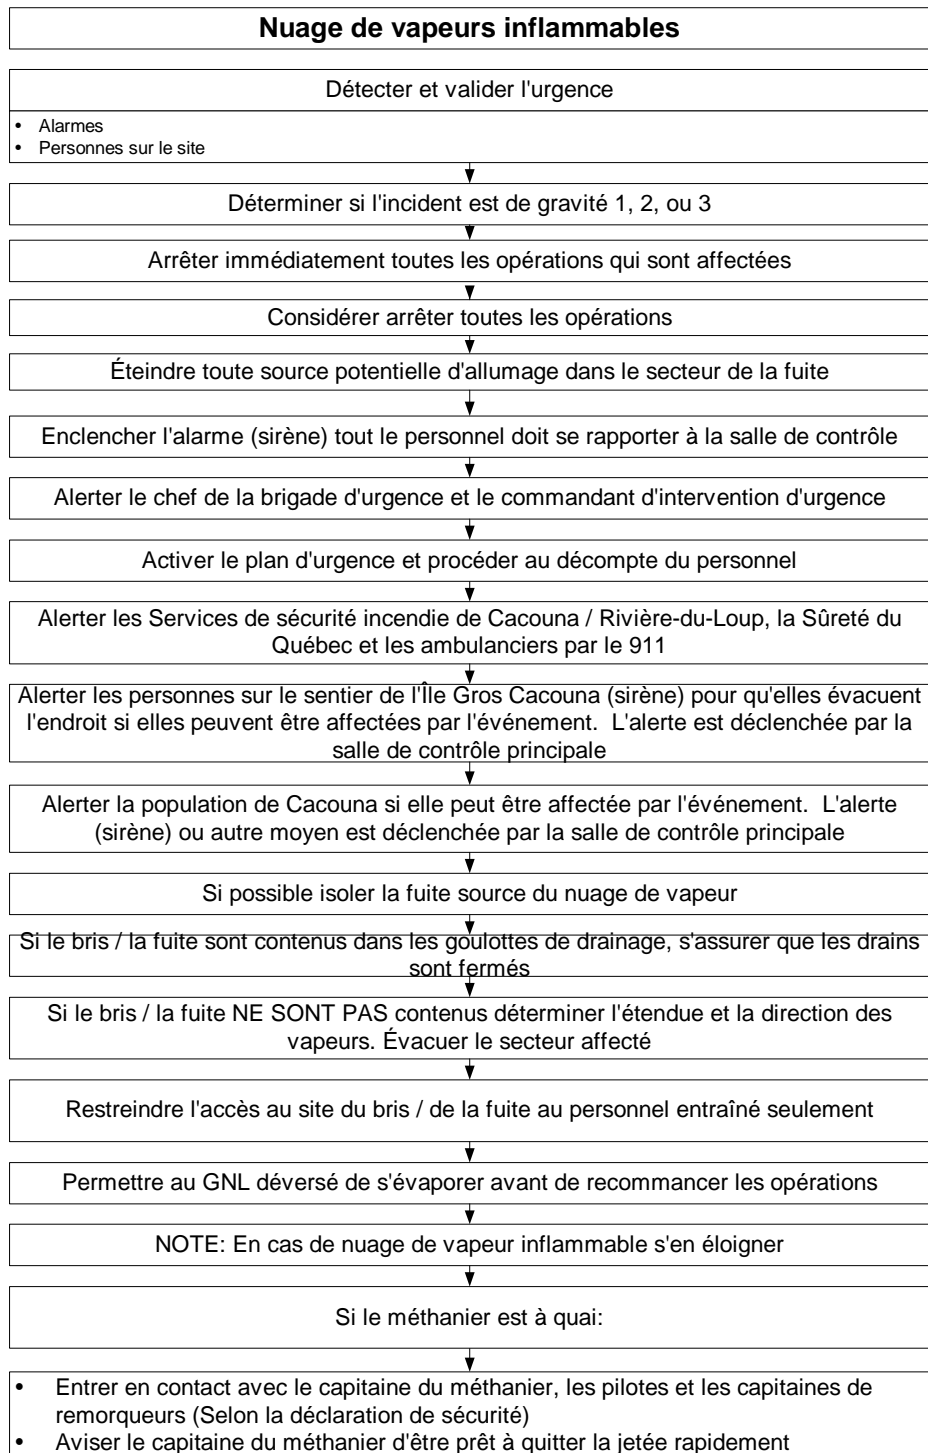 Nuage de vapeurs inflammables
Détecter et valider l'urgence
• Alarmes
• Personnes sur le site
Déterminer si l'incident est de gravité 1, 2, ou 3
Arrêter immédiatement toutes les opérations qui sont affectées
Considérer arrêter toutes les opérations
Éteindre toute source potentielle d'allumage dans le secteur de la fuite
Enclencher l'alarme (sirène) tout le personnel doit se rapporter à la salle de contrôle
Alerter le chef de la brigade d'urgence et le commandant d'intervention d'urgence
Activer le plan d'urgence et procéder au décompte du personnel
Alerter les Services de sécurité incendie de Cacouna / Rivière-du-Loup, la Sûreté du
Québec et les ambulanciers par le 911
Alerter les personnes sur le sentier de l'Île Gros Cacouna (sirène) pour qu'elles évacuent
l'endroit si elles peuvent être affectées par l'événement. L'alerte est déclenchée par la
salle de contrôle principale
Alerter la population de Cacouna si elle peut être affectée par l'événement. L'alerte
(sirène) ou autre moyen est déclenchée par la salle de contrôle principale
Si possible isoler la fuite source du nuage de vapeur
Si le bris / la fuite sont contenus dans les goulottes de drainage, s'assurer que les drains
sont fermés
Si le bris / la fuite NE SONT PAS contenus déterminer l'étendue et la direction des
vapeurs. Évacuer le secteur affecté
Restreindre l'accès au site du bris / de la fuite au personnel entraîné seulement
Permettre au GNL déversé de s'évaporer avant de recommancer les opérations
NOTE: En cas de nuage de vapeur inflammable s'en éloigner
Si le méthanier est à quai:
• Entrer en contact avec le capitaine du méthanier, les pilotes et les capitaines de
remorqueurs (Selon la déclaration de sécurité)
• Aviser le capitaine du méthanier d'être prêt à quitter la jetée rapidement